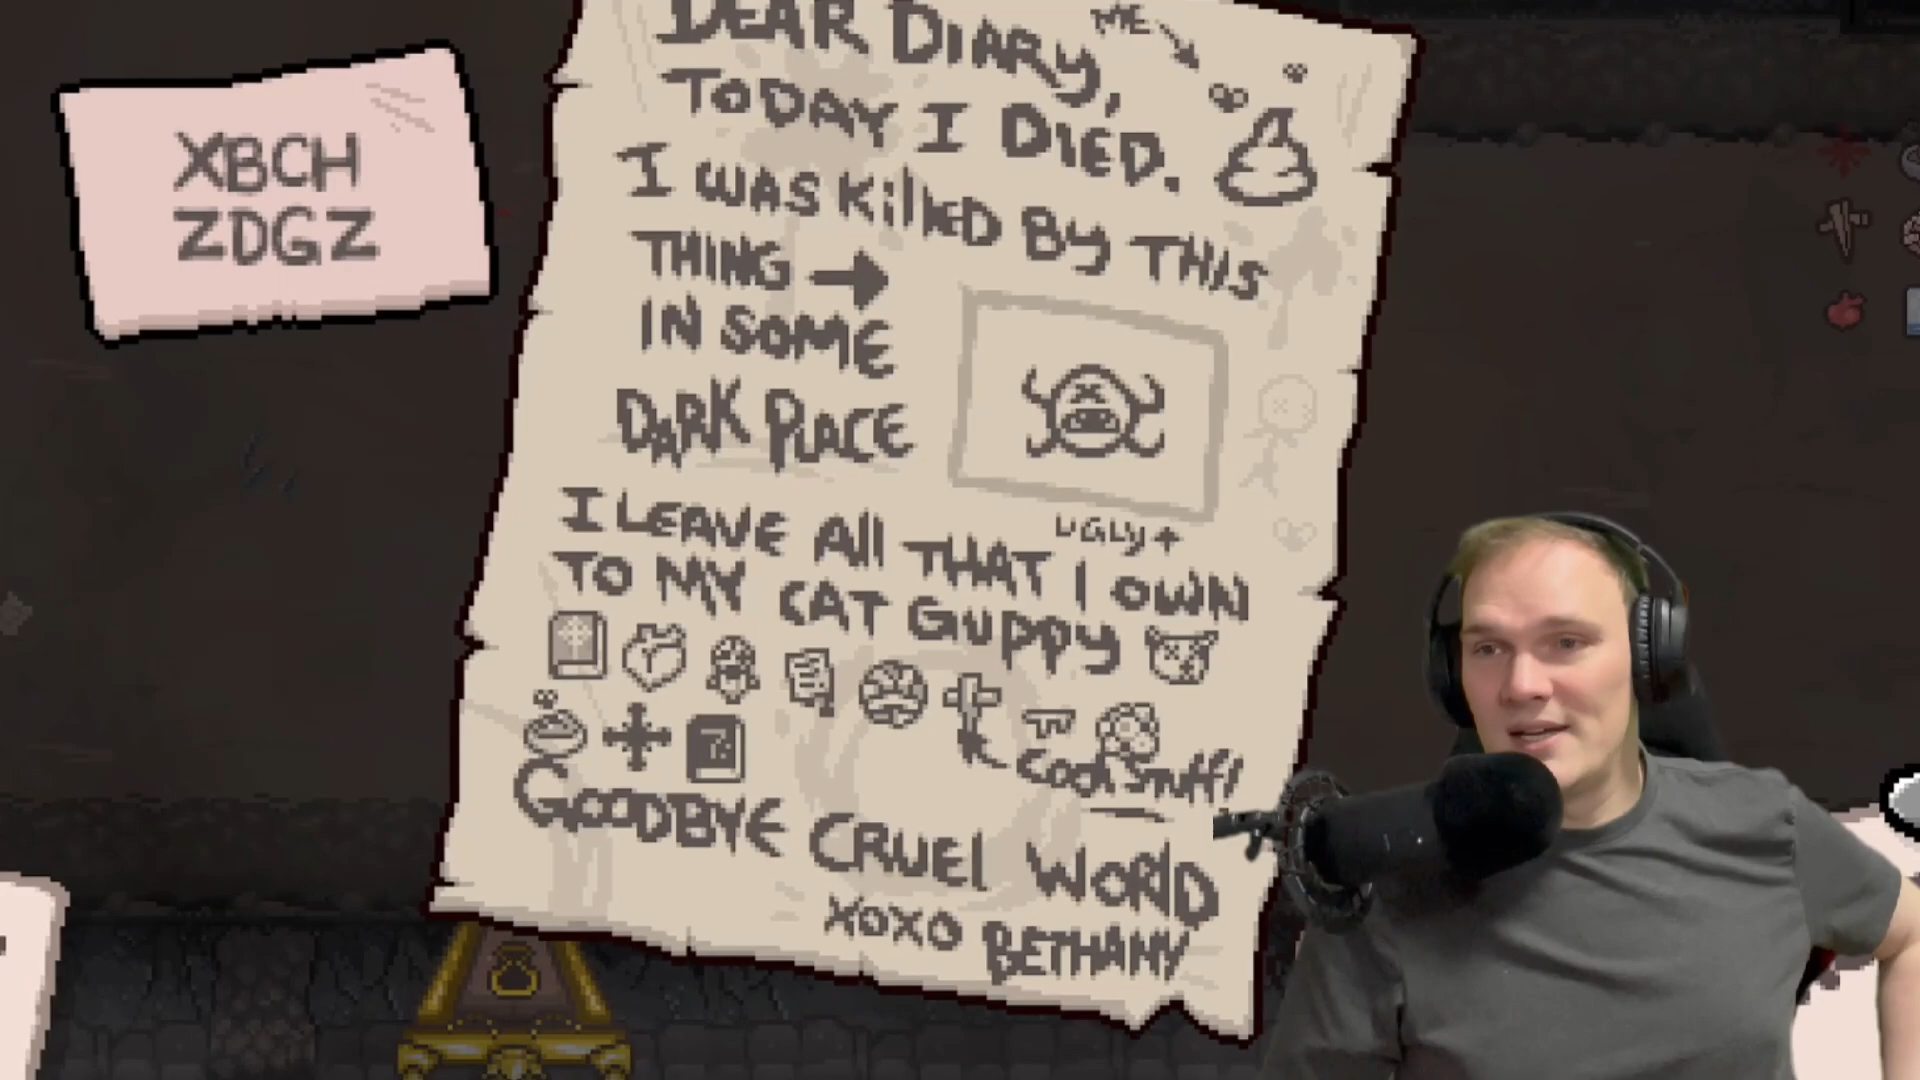 XBCH
ZDGZ
DEAR DIARY,
ME
TODAY I DIED.
I WAS KillED BY THIS
THING →
IN SOME
DARK PlACE
UGLY
I LEAVE All THAT I OWN
TO MY CAT GUPPY
COOL STUFF!
GOODBYE CRUEl WORlD
XOXO BETHANY